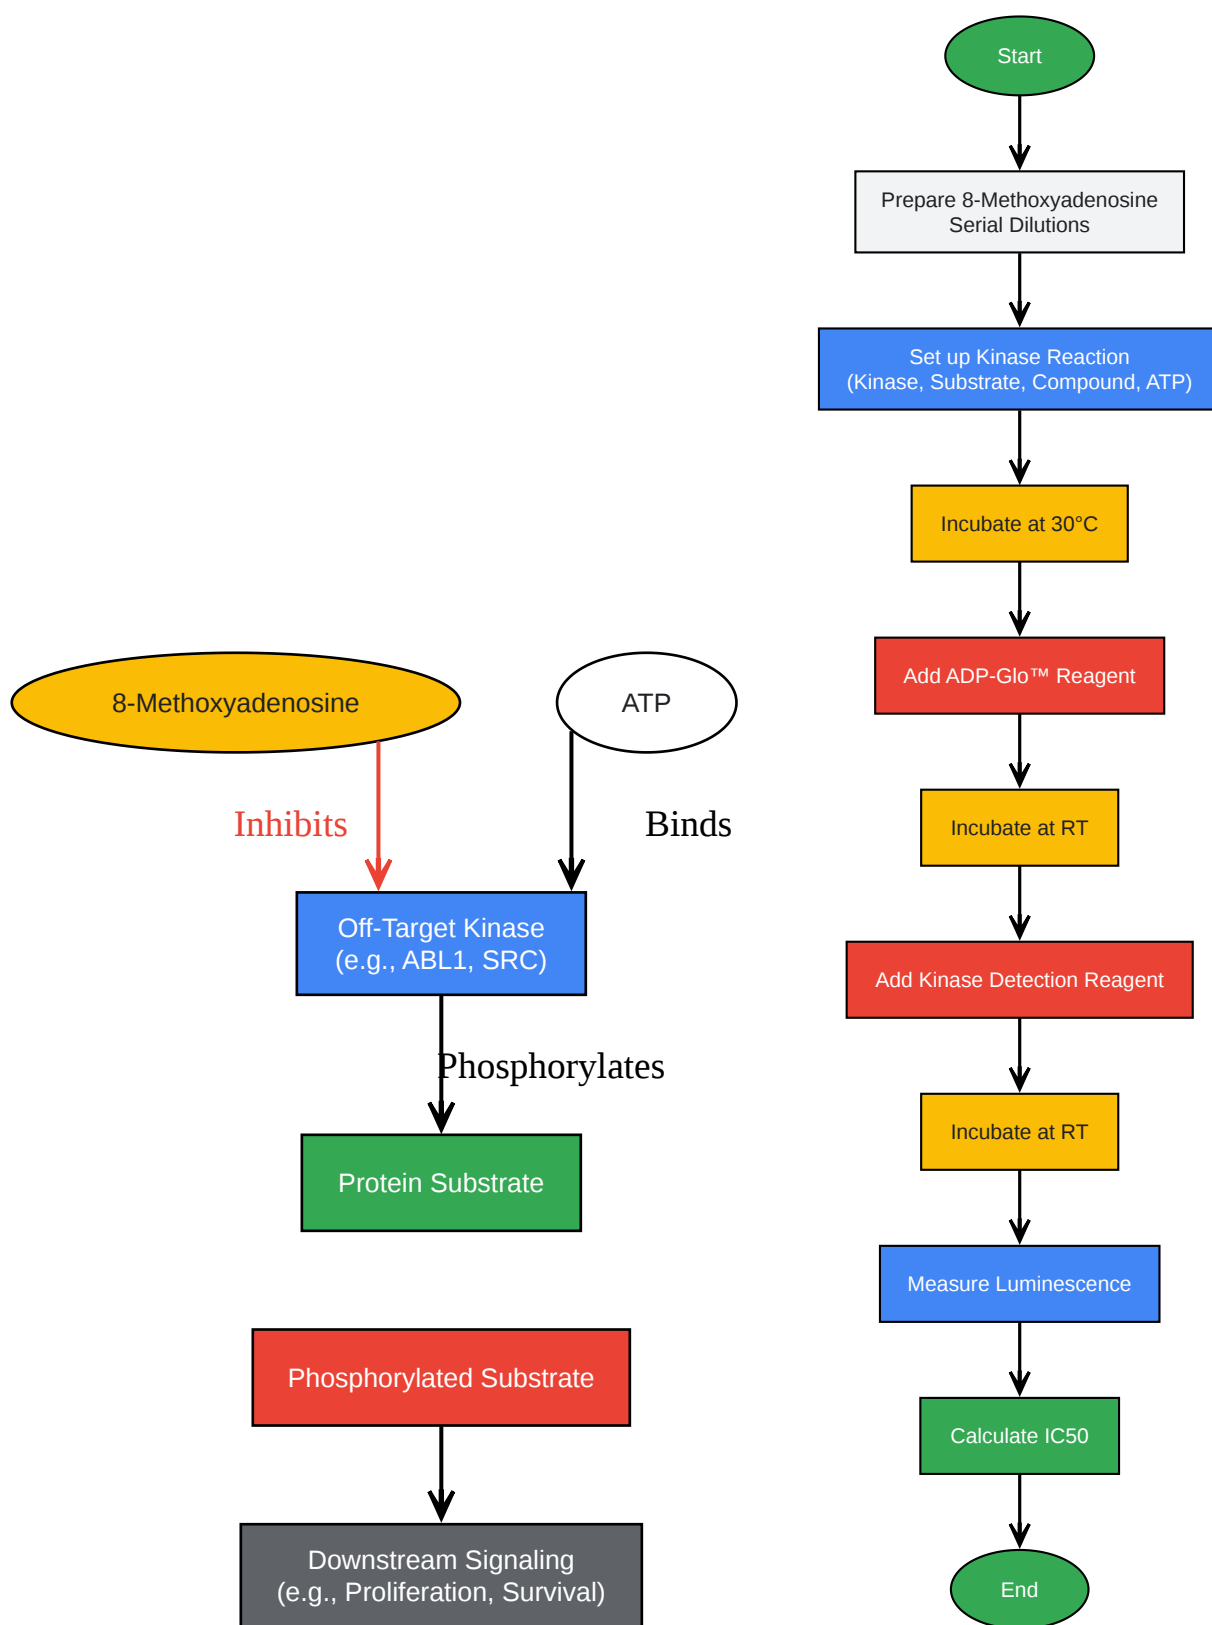 8-Methoxyadenosine
ATP
Inhibits
Binds
Off-Target Kinase
(e.g., ABL1, SRC)
Phosphorylates
Protein Substrate
Phosphorylated Substrate
Downstream Signaling
(e.g., Proliferation, Survival)
Start
Prepare 8-Methoxyadenosine
Serial Dilutions
Set up Kinase Reaction
(Kinase, Substrate, Compound, ATP)
Incubate at 30°C
Add ADP-Glo™ Reagent
Incubate at RT
Add Kinase Detection Reagent
Incubate at RT
Measure Luminescence
Calculate IC50
End